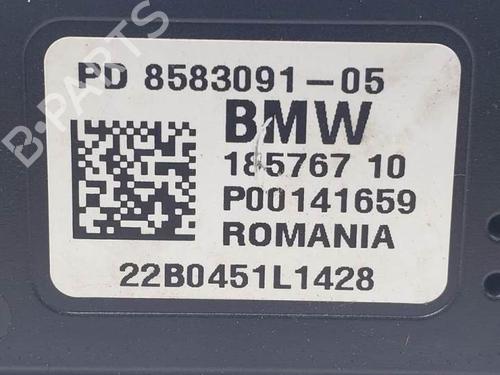 PD 8583091-05
BMW
185767 10
P00141659
ROMANIA
22B0451L1428
B-PARTS